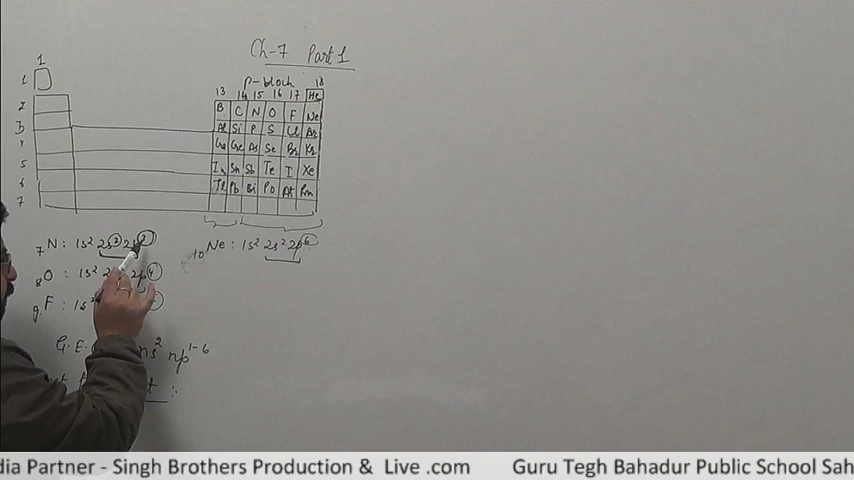 Ch-7 Part 1
p-block
1
13 14 15 16 17 18
1 He
2 B C N O F Ne
3 Al Si P S Cl Ar
4 Ga Ge As Se Br Kr
5 In Sn Sb Te I Xe
6 Tl Pb Bi Po At Rn
7
7N : 1s² 2s² 2p³
10Ne : 1s² 2s² 2p⁶
8O : 1s² 2p⁴
9F : 1s²
G. E. ns² np¹⁻⁶
dia Partner - Singh Brothers Production & Live .com Guru Tegh Bahadur Public School Sah